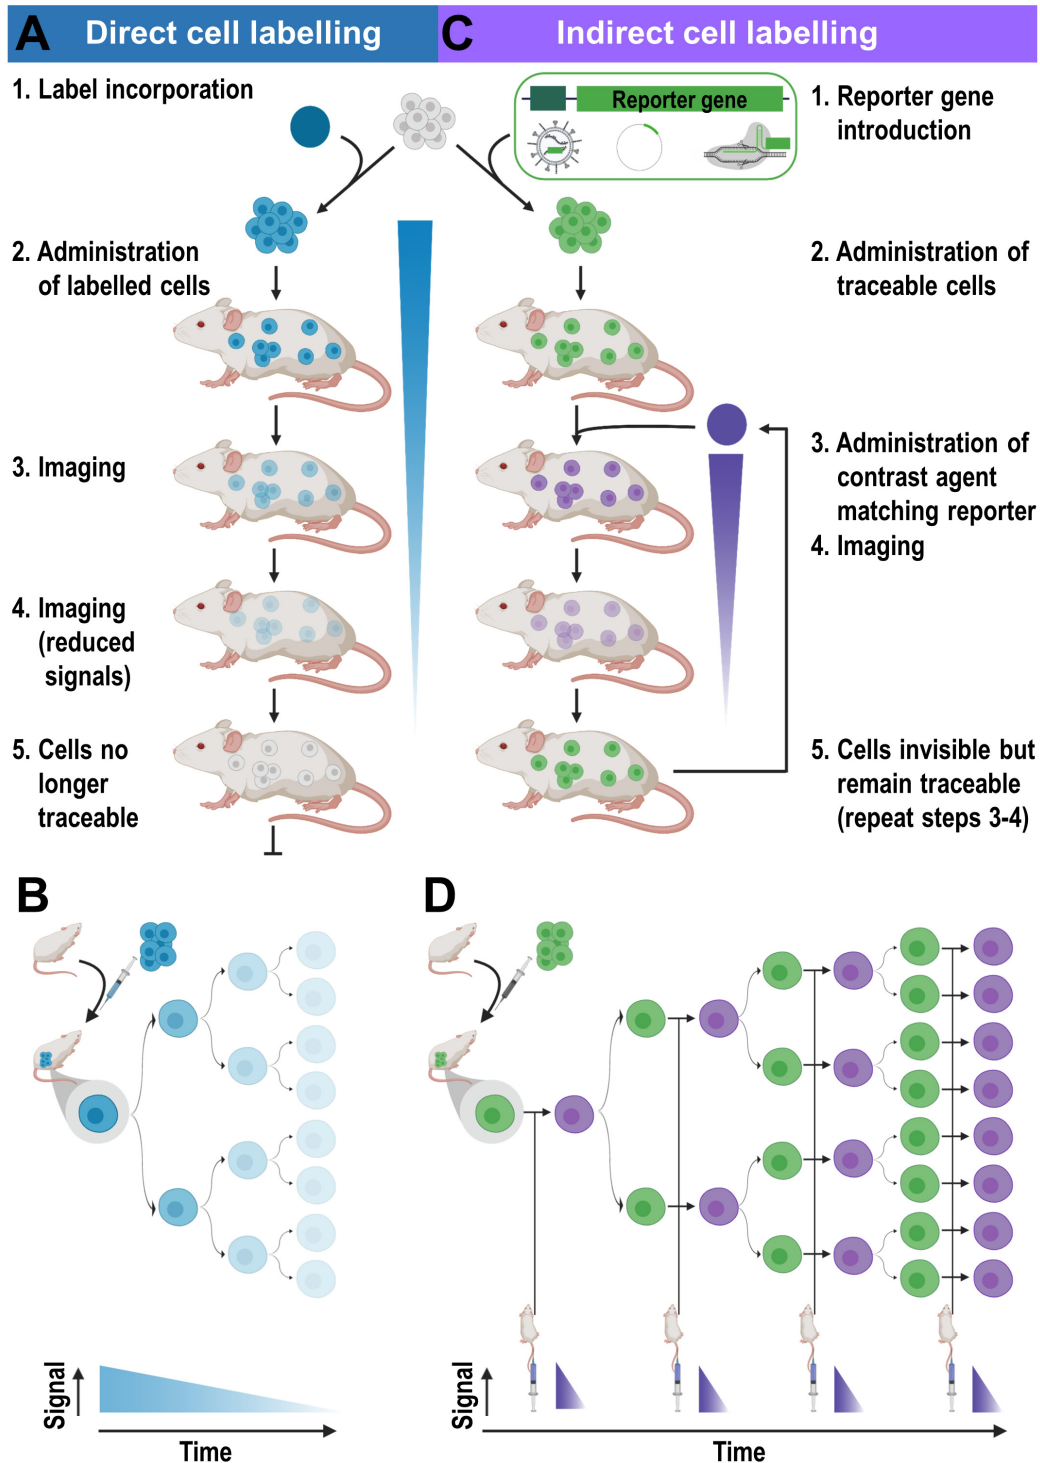 A Direct cell labelling
1. Label incorporation
2. Administration
of labelled cells
3. Imaging
4. Imaging
(reduced
signals)
5. Cells no
longer
traceable
C Indirect cell labelling
Reporter gene
1. Reporter gene
introduction
2. Administration of
traceable cells
3. Administration of
contrast agent
matching reporter
4. Imaging
5. Cells invisible but
remain traceable
(repeat steps 3-4)
B
Signal
Time
D
Signal
Time